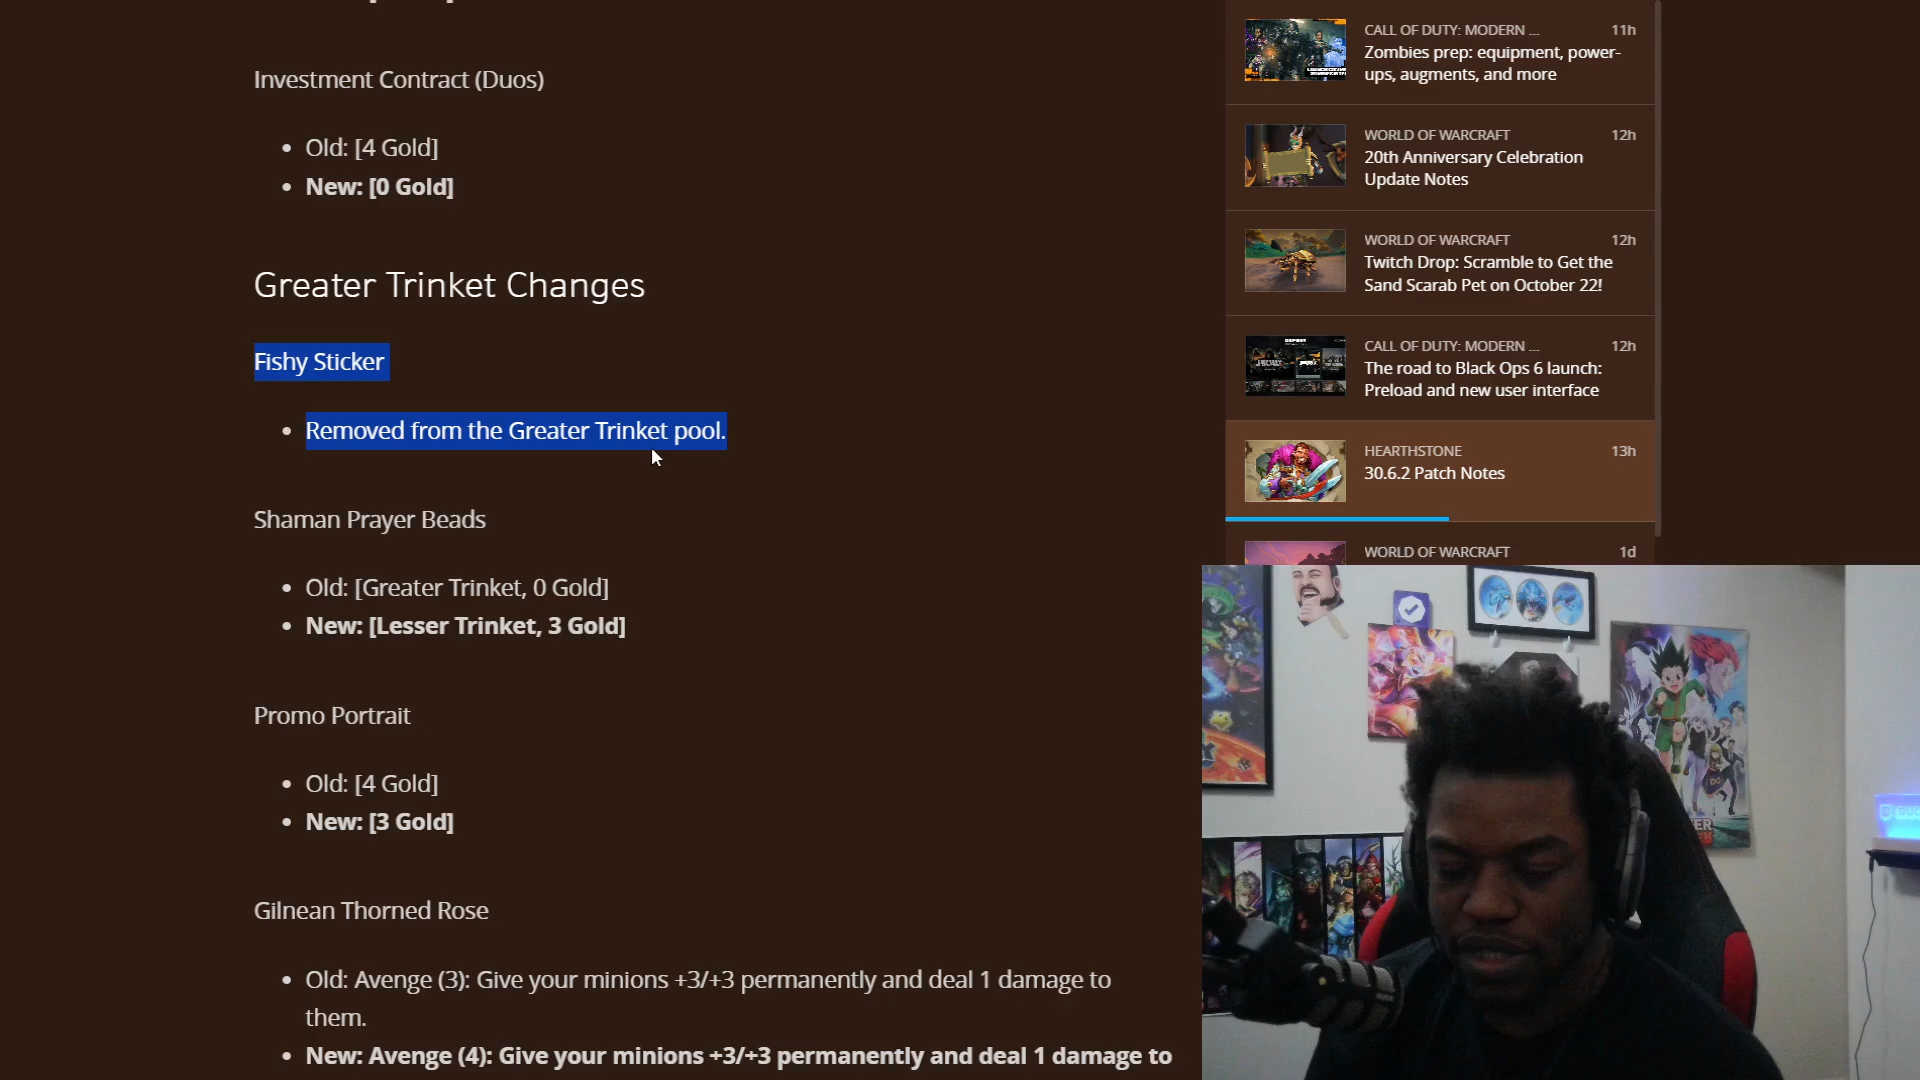 Investment Contract (Duos)
Old: [4 Gold]
New: [0 Gold]
Greater Trinket Changes
Fishy Sticker
Removed from the Greater Trinket pool.
Shaman Prayer Beads
Old: [Greater Trinket, 0 Gold]
New: [Lesser Trinket, 3 Gold]
Promo Portrait
Old: [4 Gold]
New: [3 Gold]
Gilnean Thorned Rose
Old: Avenge (3): Give your minions +3/+3 permanently and deal 1 damage to
them.
New: Avenge (4): Give your minions +3/+3 permanently and deal 1 damage to
CALL OF DUTY: MODERN ... 11h
Zombies prep: equipment, power-
ups, augments, and more
WORLD OF WARCRAFT 12h
20th Anniversary Celebration
Update Notes
WORLD OF WARCRAFT 12h
Twitch Drop: Scramble to Get the
Sand Scarab Pet on October 22!
CALL OF DUTY: MODERN ... 12h
The road to Black Ops 6 launch:
Preload and new user interface
HEARTHSTONE 13h
30.6.2 Patch Notes
WORLD OF WARCRAFT 1d